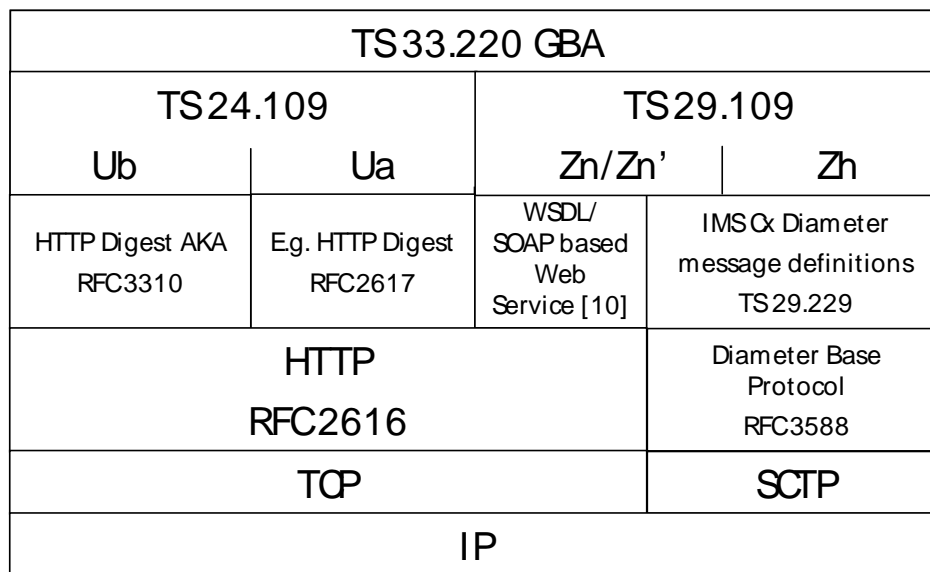 TS33.220 GBA
TS24.109
TS29.109
Ub
Ua
Zn/Zn’
Zh
HTTP Digest AKA
RFC3310
E.g. HTTP Digest
RFC2617
WSDL/
SOAP based
Web
Service [10]
IMS Cx Diameter
message definitions
TS29.229
HTTP
RFC2616
Diameter Base
Protocol
RFC3588
TCP
SCTP
IP